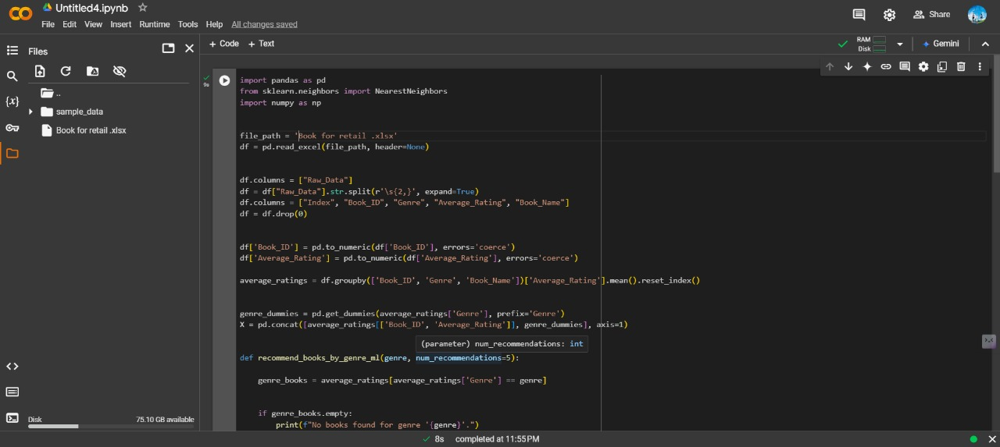 CO Untitled4.ipynb
File Edit View Insert Runtime Tools Help All changes saved
Share
Files
+ Code + Text
RAM
Disk
Gemini
..
sample_data
Book for retail .xlsx
{x}
9s
import pandas as pd
from sklearn.neighbors import NearestNeighbors
import numpy as np
file_path = 'Book for retail .xlsx'
df = pd.read_excel(file_path, header=None)
df.columns = ["Raw_Data"]
df = df["Raw_Data"].str.split(r'\s{2,}', expand=True)
df.columns = ["Index", "Book_ID", "Genre", "Average_Rating", "Book_Name"]
df = df.drop(0)
df['Book_ID'] = pd.to_numeric(df['Book_ID'], errors='coerce')
df['Average_Rating'] = pd.to_numeric(df['Average_Rating'], errors='coerce')
average_ratings = df.groupby(['Book_ID', 'Genre', 'Book_Name'])['Average_Rating'].mean().reset_index()
genre_dummies = pd.get_dummies(average_ratings['Genre'], prefix='Genre')
X = pd.concat([average_ratings[['Book_ID', 'Average_Rating']], genre_dummies], axis=1)
(parameter) num_recommendations: int
def recommend_books_by_genre_ml(genre, num_recommendations=5):
genre_books = average_ratings[average_ratings['Genre'] == genre]
if genre_books.empty:
print(f"No books found for genre '{genre}'.")
Disk 75.10 GB available
8s completed at 11:55 PM